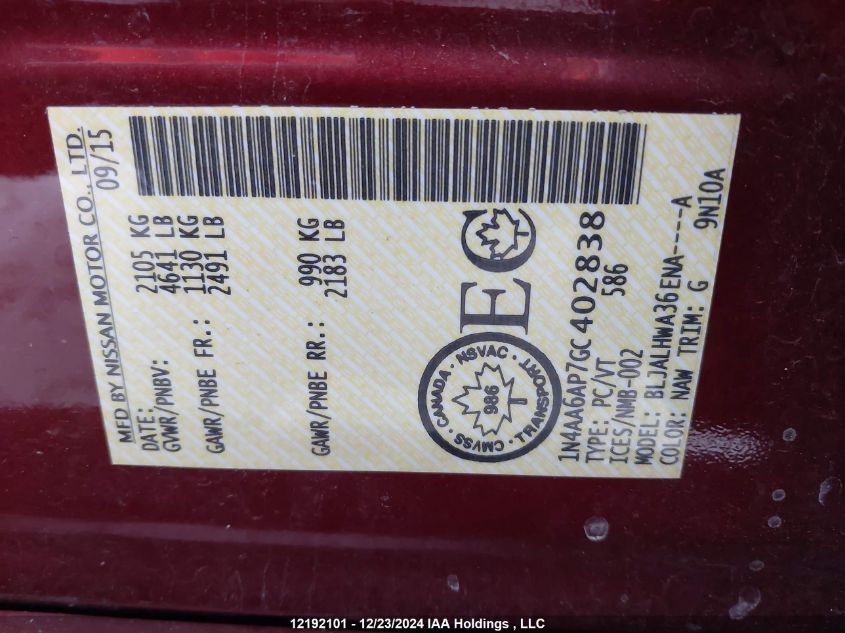 MFD BY NISSAN MOTOR CO., LTD.
DATE: 09/15
GVWR/PNBV: 2105 KG
4641 LB
GAWR/PNBE FR.: 1130 KG
2491 LB
GAWR/PNBE RR.: 990 KG
2183 LB
CANADA · NSVAC · TRANSPORT · CMVSS ·
986
EC
1N4AA6AP7GC402838
TYPE: PC/VT 586
ICES/NMB-002
MODEL: BLJALHWA36ENA----A
COLOR: NAW TRIM: G 9N10A
12192101 - 12/23/2024 IAA Holdings , LLC